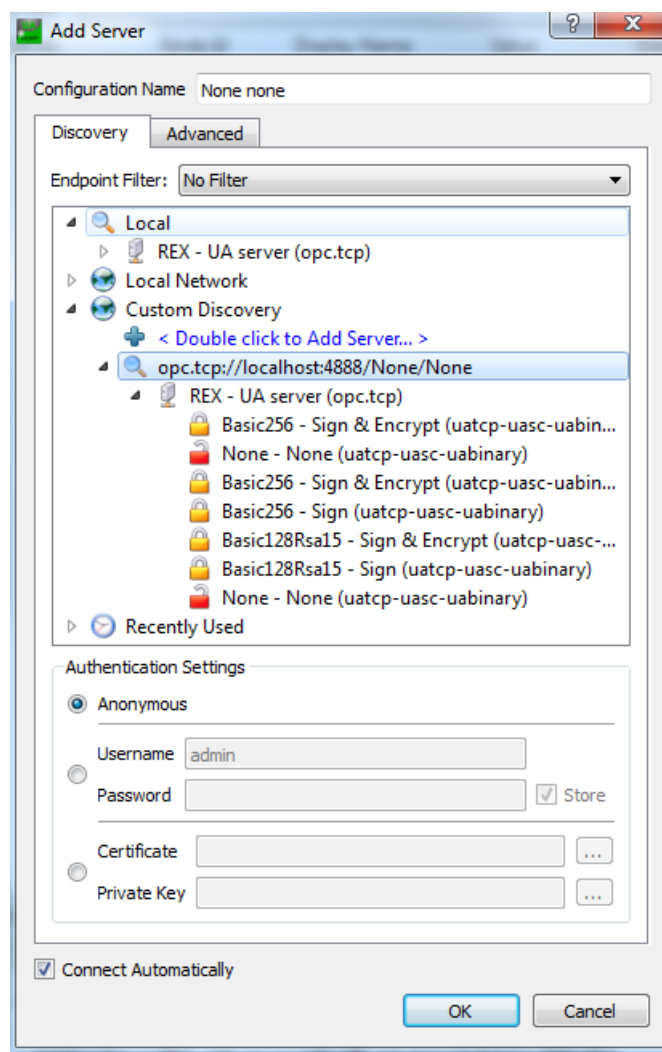 Add Server
Configuration Name None none
Discovery Advanced
Endpoint Filter: No Filter
Local
REX - UA server (opc.tcp)
Local Network
Custom Discovery
< Double click to Add Server... >
opc.tcp://localhost:4888/None/None
REX - UA server (opc.tcp)
Basic256 - Sign & Encrypt (uatcp-uasc-uabin...
None - None (uatcp-uasc-uabinary)
Basic256 - Sign & Encrypt (uatcp-uasc-uabin...
Basic256 - Sign (uatcp-uasc-uabinary)
Basic128Rsa15 - Sign & Encrypt (uatcp-uasc-...
Basic128Rsa15 - Sign (uatcp-uasc-uabinary)
None - None (uatcp-uasc-uabinary)
Recently Used
Authentication Settings
Anonymous
Username admin
Password Store
Certificate ...
Private Key ...
Connect Automatically
OK Cancel